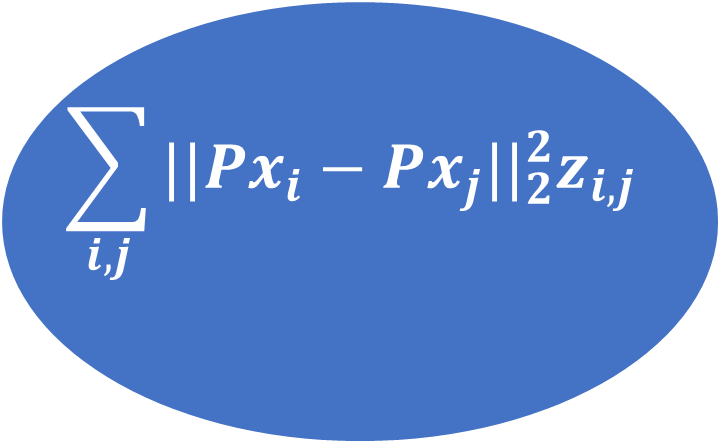 ∑_{i,j} ||Px_i − Px_j||_2^2 z_{i,j}